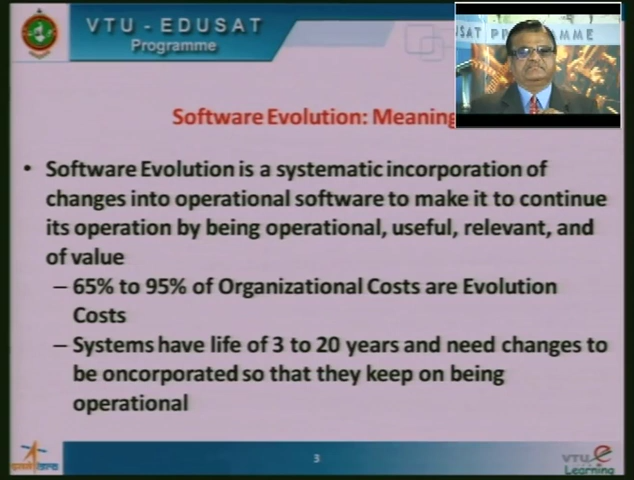 VTU - EDUSAT
Programme
USAT PR MME
Software Evolution: Meaning
• Software Evolution is a systematic incorporation of
changes into operational software to make it to continue
its operation by being operational, useful, relevant, and
of value
– 65% to 95% of Organizational Costs are Evolution
Costs
– Systems have life of 3 to 20 years and need changes to
be oncorporated so that they keep on being
operational
3
VTU e
Learning